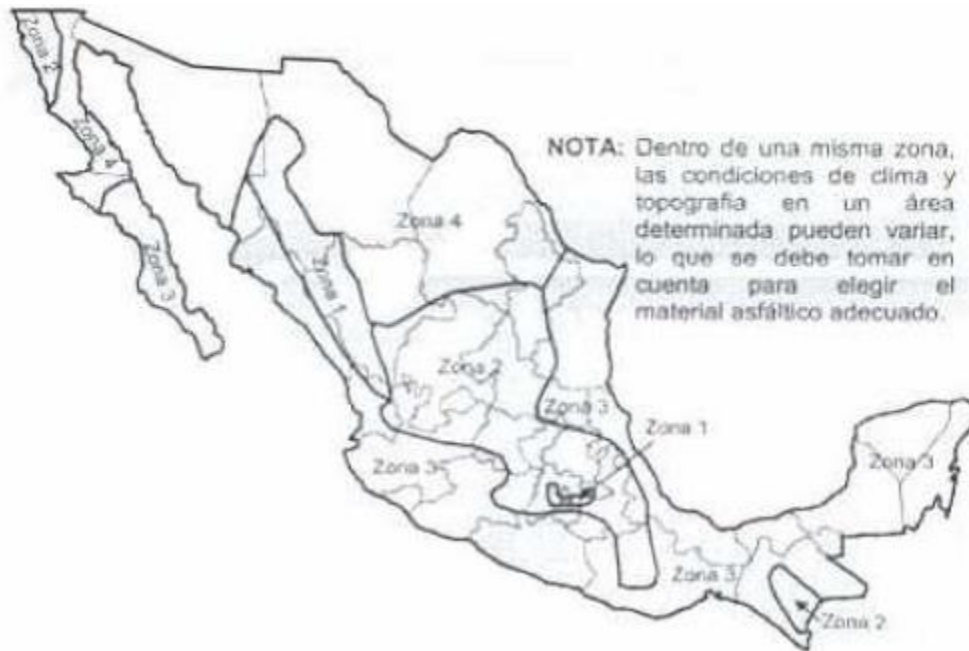 Zona 2
Zona 4
Zona 3
Zona 1
Zona 4
NOTA: Dentro de una misma zona,
las condiciones de clima y
topografía en un área
determinada pueden variar,
lo que se debe tomar en
cuenta para elegir el
material asfáltico adecuado.
Zona 2
Zona 3
Zona 1
Zona 3
Zona 3
Zona 3
Zona 2